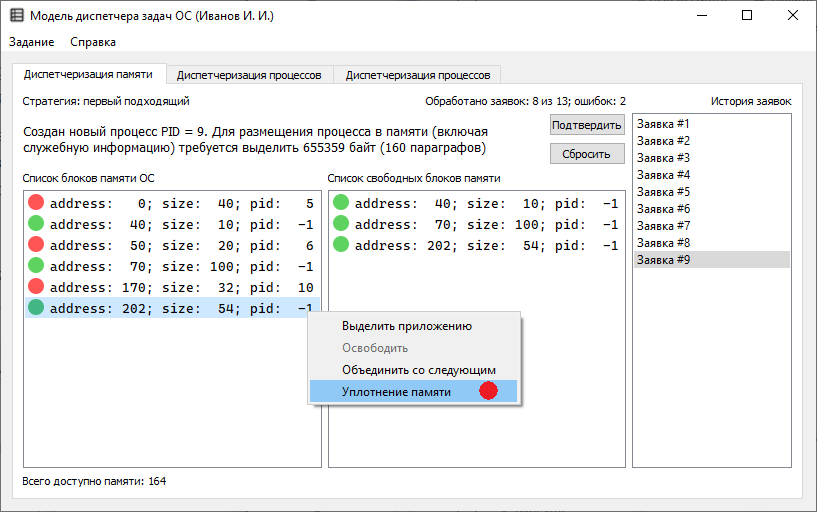 Модель диспетчера задач ОС (Иванов И. И.)
Задание Справка
Диспетчеризация памяти Диспетчеризация процессов Диспетчеризация процессов
Стратегия: первый подходящий Обработано заявок: 8 из 13; ошибок: 2 История заявок
Создан новый процесс PID = 9. Для размещения процесса в памяти (включая
служебную информацию) требуется выделить 655359 байт (160 параграфов)
Подтвердить
Сбросить
Список блоков памяти ОС
address:   0; size:  40; pid:   5
address:  40; size:  10; pid:  -1
address:  50; size:  20; pid:   6
address:  70; size: 100; pid:  -1
address: 170; size:  32; pid:  10
address: 202; size:  54; pid:  -1
Список свободных блоков памяти
address:  40; size:  10; pid:  -1
address:  70; size: 100; pid:  -1
address: 202; size:  54; pid:  -1
Заявка #1
Заявка #2
Заявка #3
Заявка #4
Заявка #5
Заявка #6
Заявка #7
Заявка #8
Заявка #9
Выделить приложению
Освободить
Объединить со следующим
Уплотнение памяти
Всего доступно памяти: 164